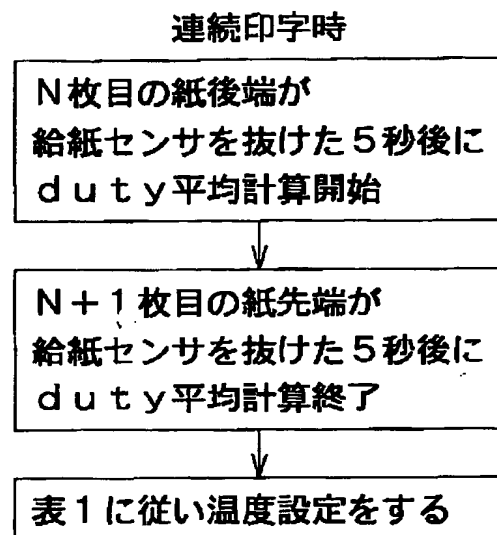 連続印字時
N枚目の紙後端が
給紙センサを抜けた5秒後に
duty平均計算開始
N+1枚目の紙先端が
給紙センサを抜けた5秒後に
duty平均計算終了
表1に従い温度設定をする